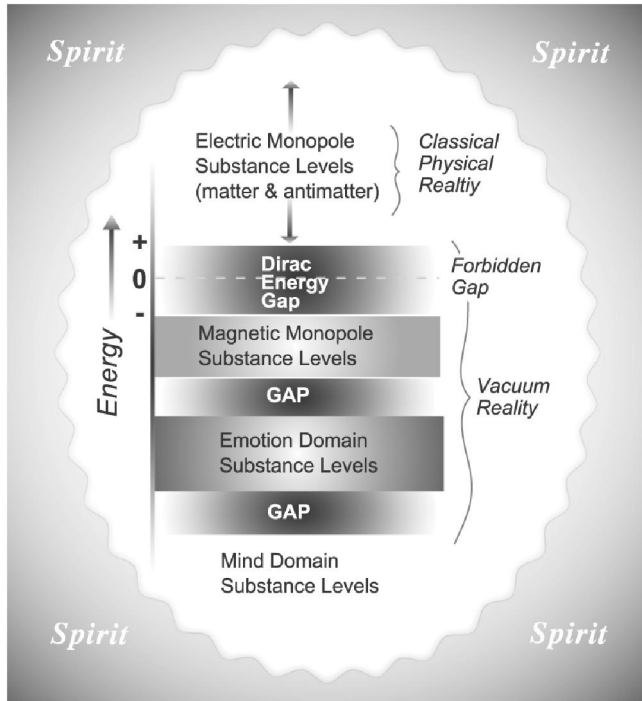 Spirit
Spirit
Electric Monopole
Substance Levels
(matter & antimatter)
Classical
Physical
Realtiy
Energy
+
0
-
Dirac
Energy
Gap
Forbidden
Gap
Magnetic Monopole
Substance Levels
GAP
Vacuum
Reality
Emotion Domain
Substance Levels
GAP
Mind Domain
Substance Levels
Spirit
Spirit